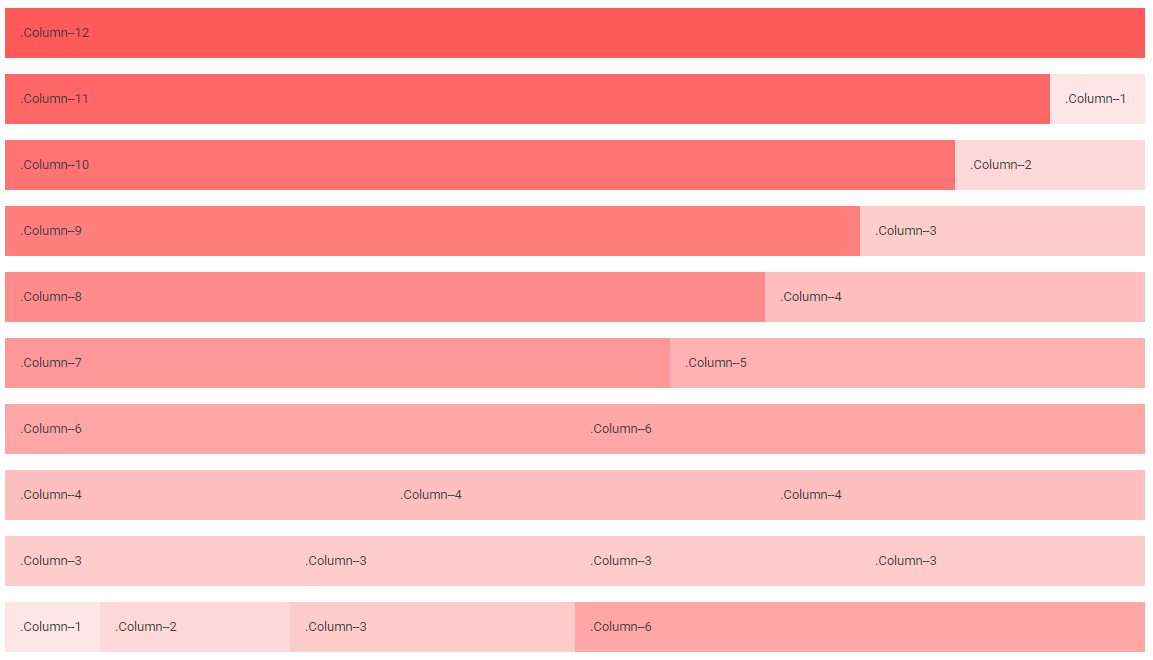 .Column--12
.Column--11 .Column--1
.Column--10 .Column--2
.Column--9 .Column--3
.Column--8 .Column--4
.Column--7 .Column--5
.Column--6 .Column--6
.Column--4 .Column--4 .Column--4
.Column--3 .Column--3 .Column--3 .Column--3
.Column--1 .Column--2 .Column--3 .Column--6